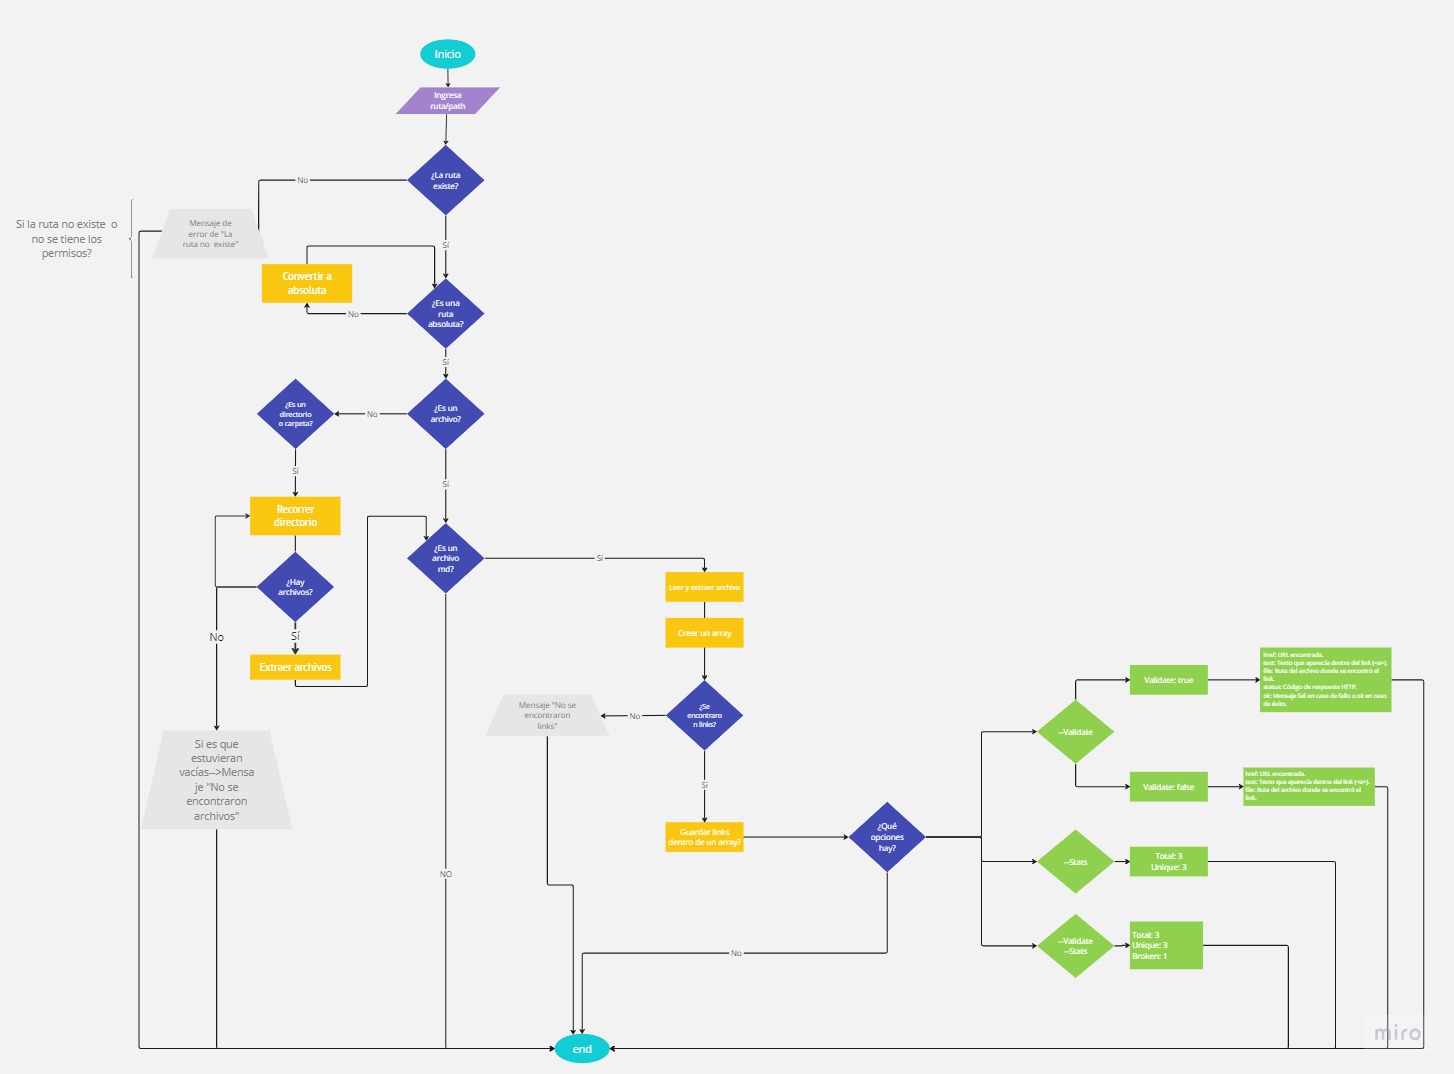 Inicio
Ingresa
ruta/path
¿La ruta
existe?
No
Si la ruta no existe o
no se tiene los
permisos?
Mensaje de
error de "La
ruta no existe"
Sí
Convertir a
absoluta
¿Es una
ruta
absoluta?
No
Sí
¿Es un
directorio
o carpeta?
No
¿Es un
archivo?
Sí
Sí
Recorrer
directorio
¿Es un
archivo
md?
Sí
¿Hay
archivos?
Leer y extraer archivo
No
Sí
Crear un array
Extraer archivos
href: URL encontrada.
text: Texto que aparecía dentro del link (<a>).
file: Ruta del archivo donde se encontró el
link.
status: Código de respuesta HTTP.
ok: Mensaje fail en caso de fallo u ok en caso
de éxito.
Validate: true
Mensaje "No se
encontraron
links"
No
¿Se
encontraro
n links?
--Validate
Si es que
estuvieran
vacías-->Mensa
je "No se
encontraron
archivos"
Sí
Validate: false
href: URL encontrada.
text: Texto que aparecía dentro del link (<a>).
file: Ruta del archivo donde se encontró el
link.
Guardar links
dentro de un array?
¿Qué
opciones
hay?
--Stats
Total: 3
Unique: 3
NO
--Validate
--Stats
Total: 3
Unique: 3
Broken: 1
No
end
miro